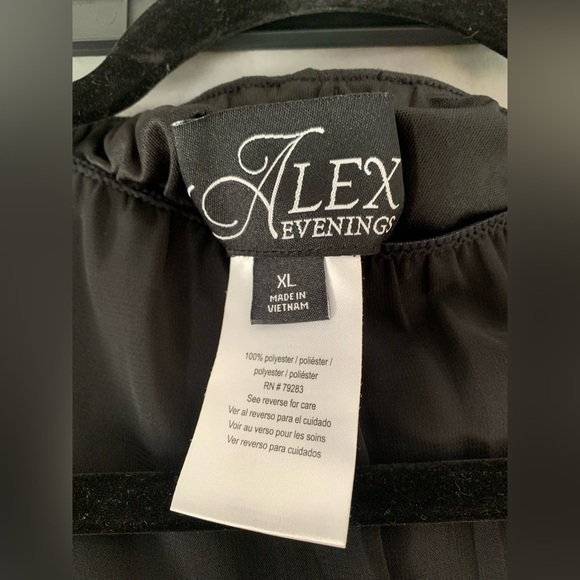 ALEX
EVENINGS
XL
MADE IN
VIETNAM
100% polyester / poliéster /
polyester / poliéster
RN # 79283
See reverse for care
Ver al reverso para el cuidado
Voir au verso pour les soins
Ver reverso para cuidados